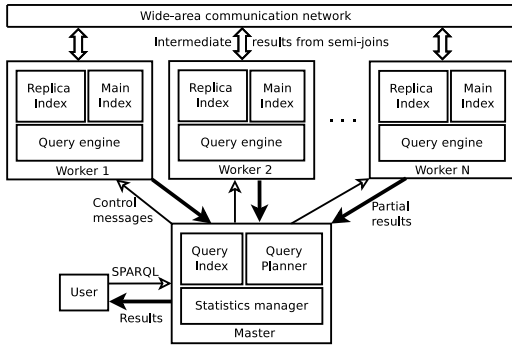 Wide-area communication network
Intermediate results from semi-joins
Replica Index
Main Index
Query engine
Worker 1
Replica Index
Main Index
Query engine
Worker 2
. . .
Replica Index
Main Index
Query engine
Worker N
Control messages
Partial results
Query Index
Query Planner
Statistics manager
Master
SPARQL
User
Results